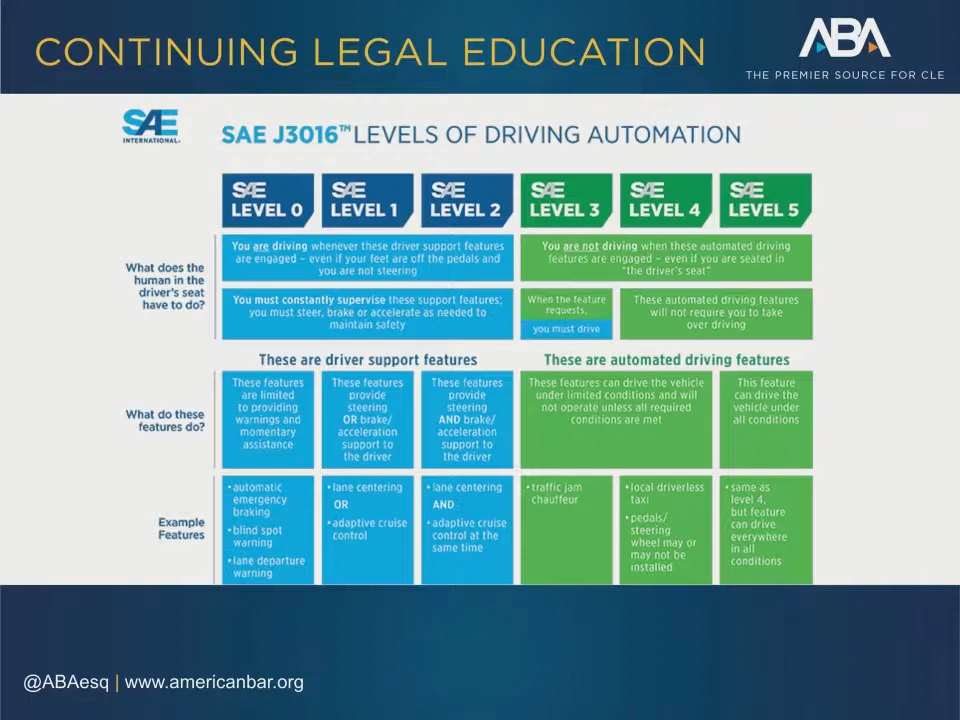 CONTINUING LEGAL EDUCATION
ABA
THE PREMIER SOURCE FOR CLE
SAE
INTERNATIONAL®
SAE J3016™ LEVELS OF DRIVING AUTOMATION
SAE
LEVEL 0
SAE
LEVEL 1
SAE
LEVEL 2
SAE
LEVEL 3
SAE
LEVEL 4
SAE
LEVEL 5
What does the
human in the
driver's seat
have to do?
You are driving whenever these driver support features
are engaged – even if your feet are off the pedals and
you are not steering
You are not driving when these automated driving
features are engaged – even if you are seated in
"the driver's seat"
You must constantly supervise these support features;
you must steer, brake or accelerate as needed to
maintain safety
When the feature
requests,
you must drive
These automated driving features
will not require you to take
over driving
These are driver support features
These are automated driving features
What do these
features do?
These features
are limited
to providing
warnings and
momentary
assistance
These features
provide
steering
OR brake/
acceleration
support to
the driver
These features
provide
steering
AND brake/
acceleration
support to
the driver
These features can drive the vehicle
under limited conditions and will
not operate unless all required
conditions are met
This feature
can drive the
vehicle under
all conditions
Example
Features
• automatic
emergency
braking
• blind spot
warning
• lane departure
warning
• lane centering
OR
• adaptive cruise
control
• lane centering
AND
• adaptive cruise
control at the
same time
• traffic jam
chauffeur
• local driverless
taxi
• pedals/
steering
wheel may or
may not be
installed
• same as
level 4,
but feature
can drive
everywhere
in all
conditions
@ABAesq | www.americanbar.org